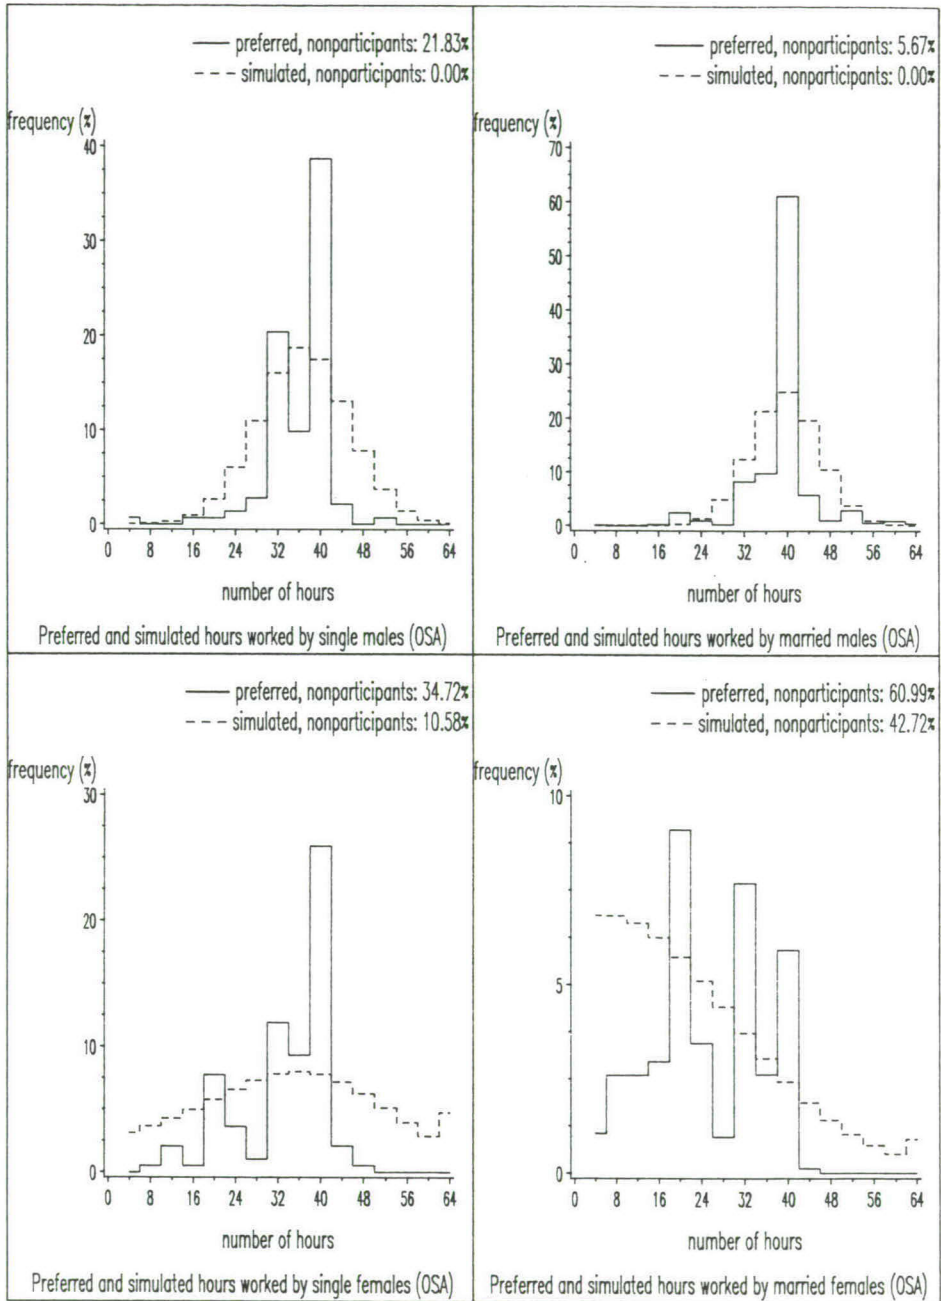 preferred, nonparticipants: 21.83%
simulated, nonparticipants: 0.00%
frequency (%)
40
30
20
10
0
0 8 16 24 32 40 48 56 64
number of hours
Preferred and simulated hours worked by single males (OSA)
preferred, nonparticipants: 5.67%
simulated, nonparticipants: 0.00%
frequency (%)
70
60
50
40
30
20
10
0
0 8 16 24 32 40 48 56 64
number of hours
Preferred and simulated hours worked by married males (OSA)
preferred, nonparticipants: 34.72%
simulated, nonparticipants: 10.58%
frequency (%)
30
20
10
0
0 8 16 24 32 40 48 56 64
number of hours
Preferred and simulated hours worked by single females (OSA)
preferred, nonparticipants: 60.99%
simulated, nonparticipants: 42.72%
frequency (%)
10
5
0
0 8 16 24 32 40 48 56 64
number of hours
Preferred and simulated hours worked by married females (OSA)